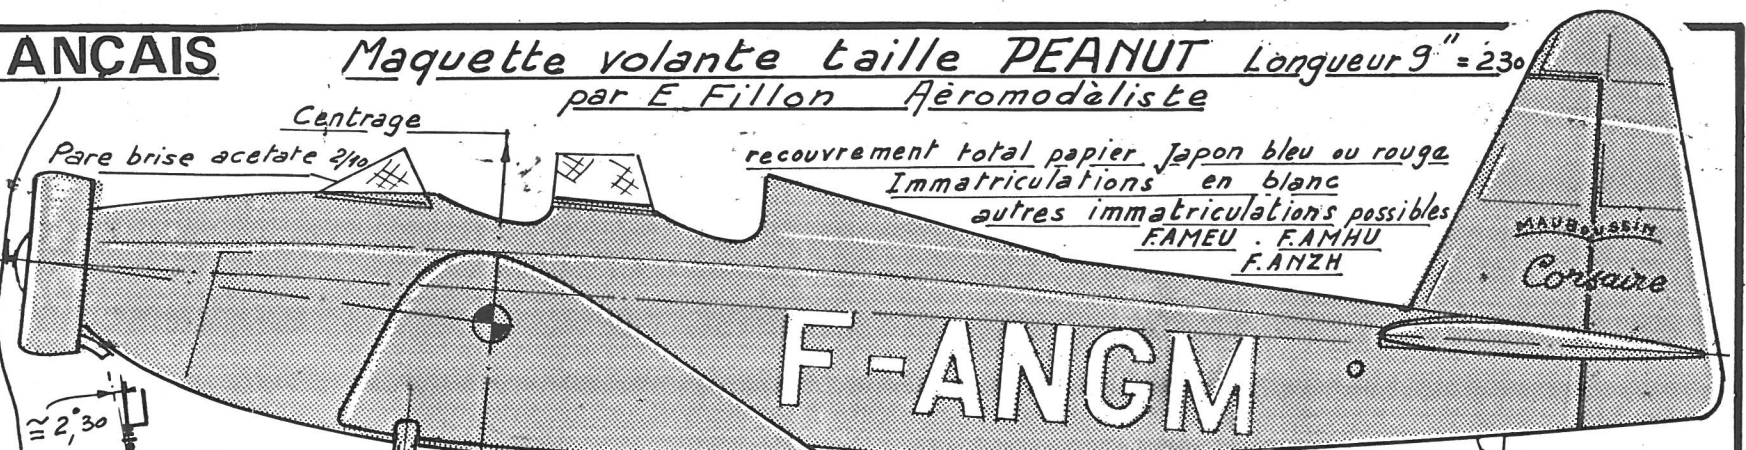 ANÇAIS
Maquette volante taille PEANUT Longueur 9" = 230
par E. Fillon Aéromodèliste
Centrage
Pare brise acetate 2/10
recouvrement total papier Japon bleu ou rouge
Immatriculations en blanc
autres immatriculations possibles
F.AMEU . F.AMHU
F.ANZH
MAUBOUSSIN
Corsaire
F-ANGM
≅ 2°,30